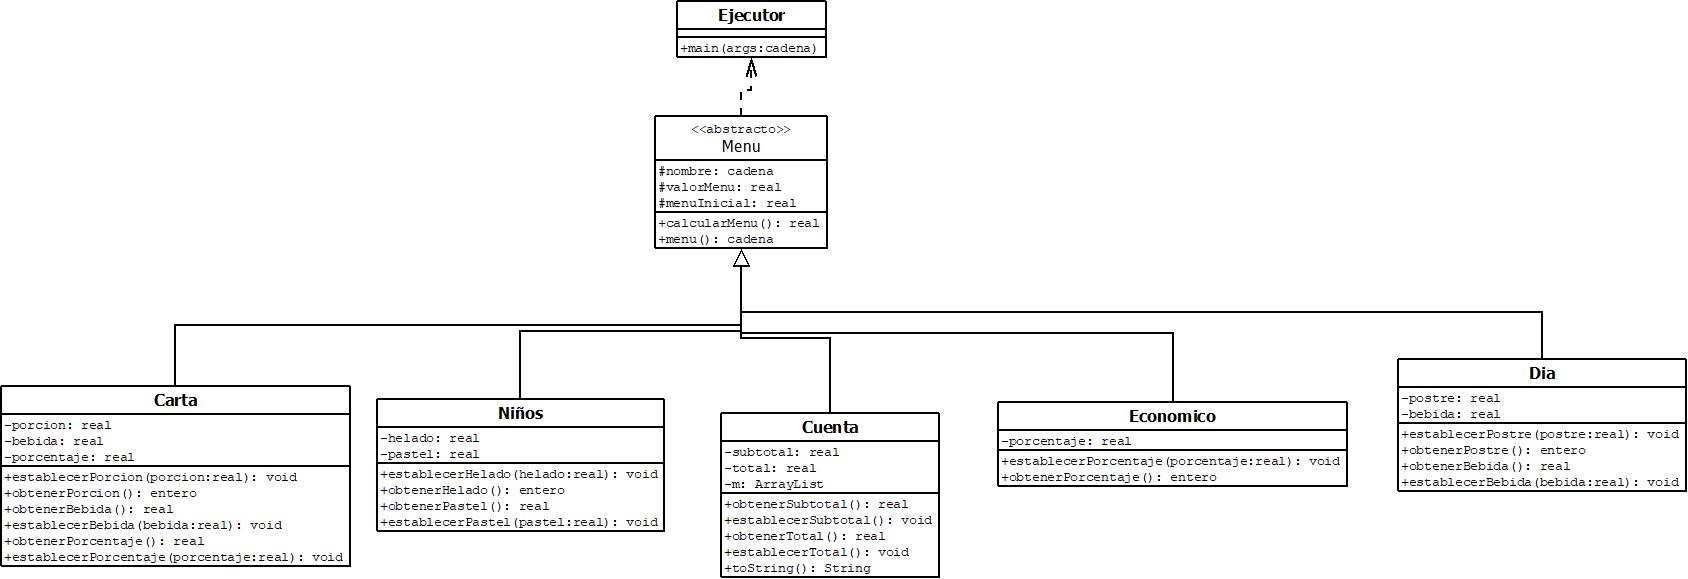 Ejecutor
+main(args:cadena)
<<abstracto>>
Menu
#nombre: cadena
#valorMenu: real
#menuInicial: real
+calcularMenu(): real
+menu(): cadena
Carta
-porcion: real
-bebida: real
-porcentaje: real
+establecerPorcion(porcion:real): void
+obtenerPorcion(): entero
+obtenerBebida(): real
+establecerBebida(bebida:real): void
+obtenerPorcentaje(): real
+establecerPorcentaje(porcentaje:real): void
Niños
-helado: real
-pastel: real
+establecerHelado(helado:real): void
+obtenerHelado(): entero
+obtenerPastel(): real
+establecerPastel(pastel:real): void
Cuenta
-subtotal: real
-total: real
-m: ArrayList
+obtenerSubtotal(): real
+establecerSubtotal(): void
+obtenerTotal(): real
+establecerTotal(): void
+toString(): String
Economico
-porcentaje: real
+establecerPorcentaje(porcentaje:real): void
+obtenerPorcentaje(): entero
Dia
-postre: real
-bebida: real
+establecerPostre(postre:real): void
+obtenerPostre(): entero
+obtenerBebida(): real
+establecerBebida(bebida:real): void